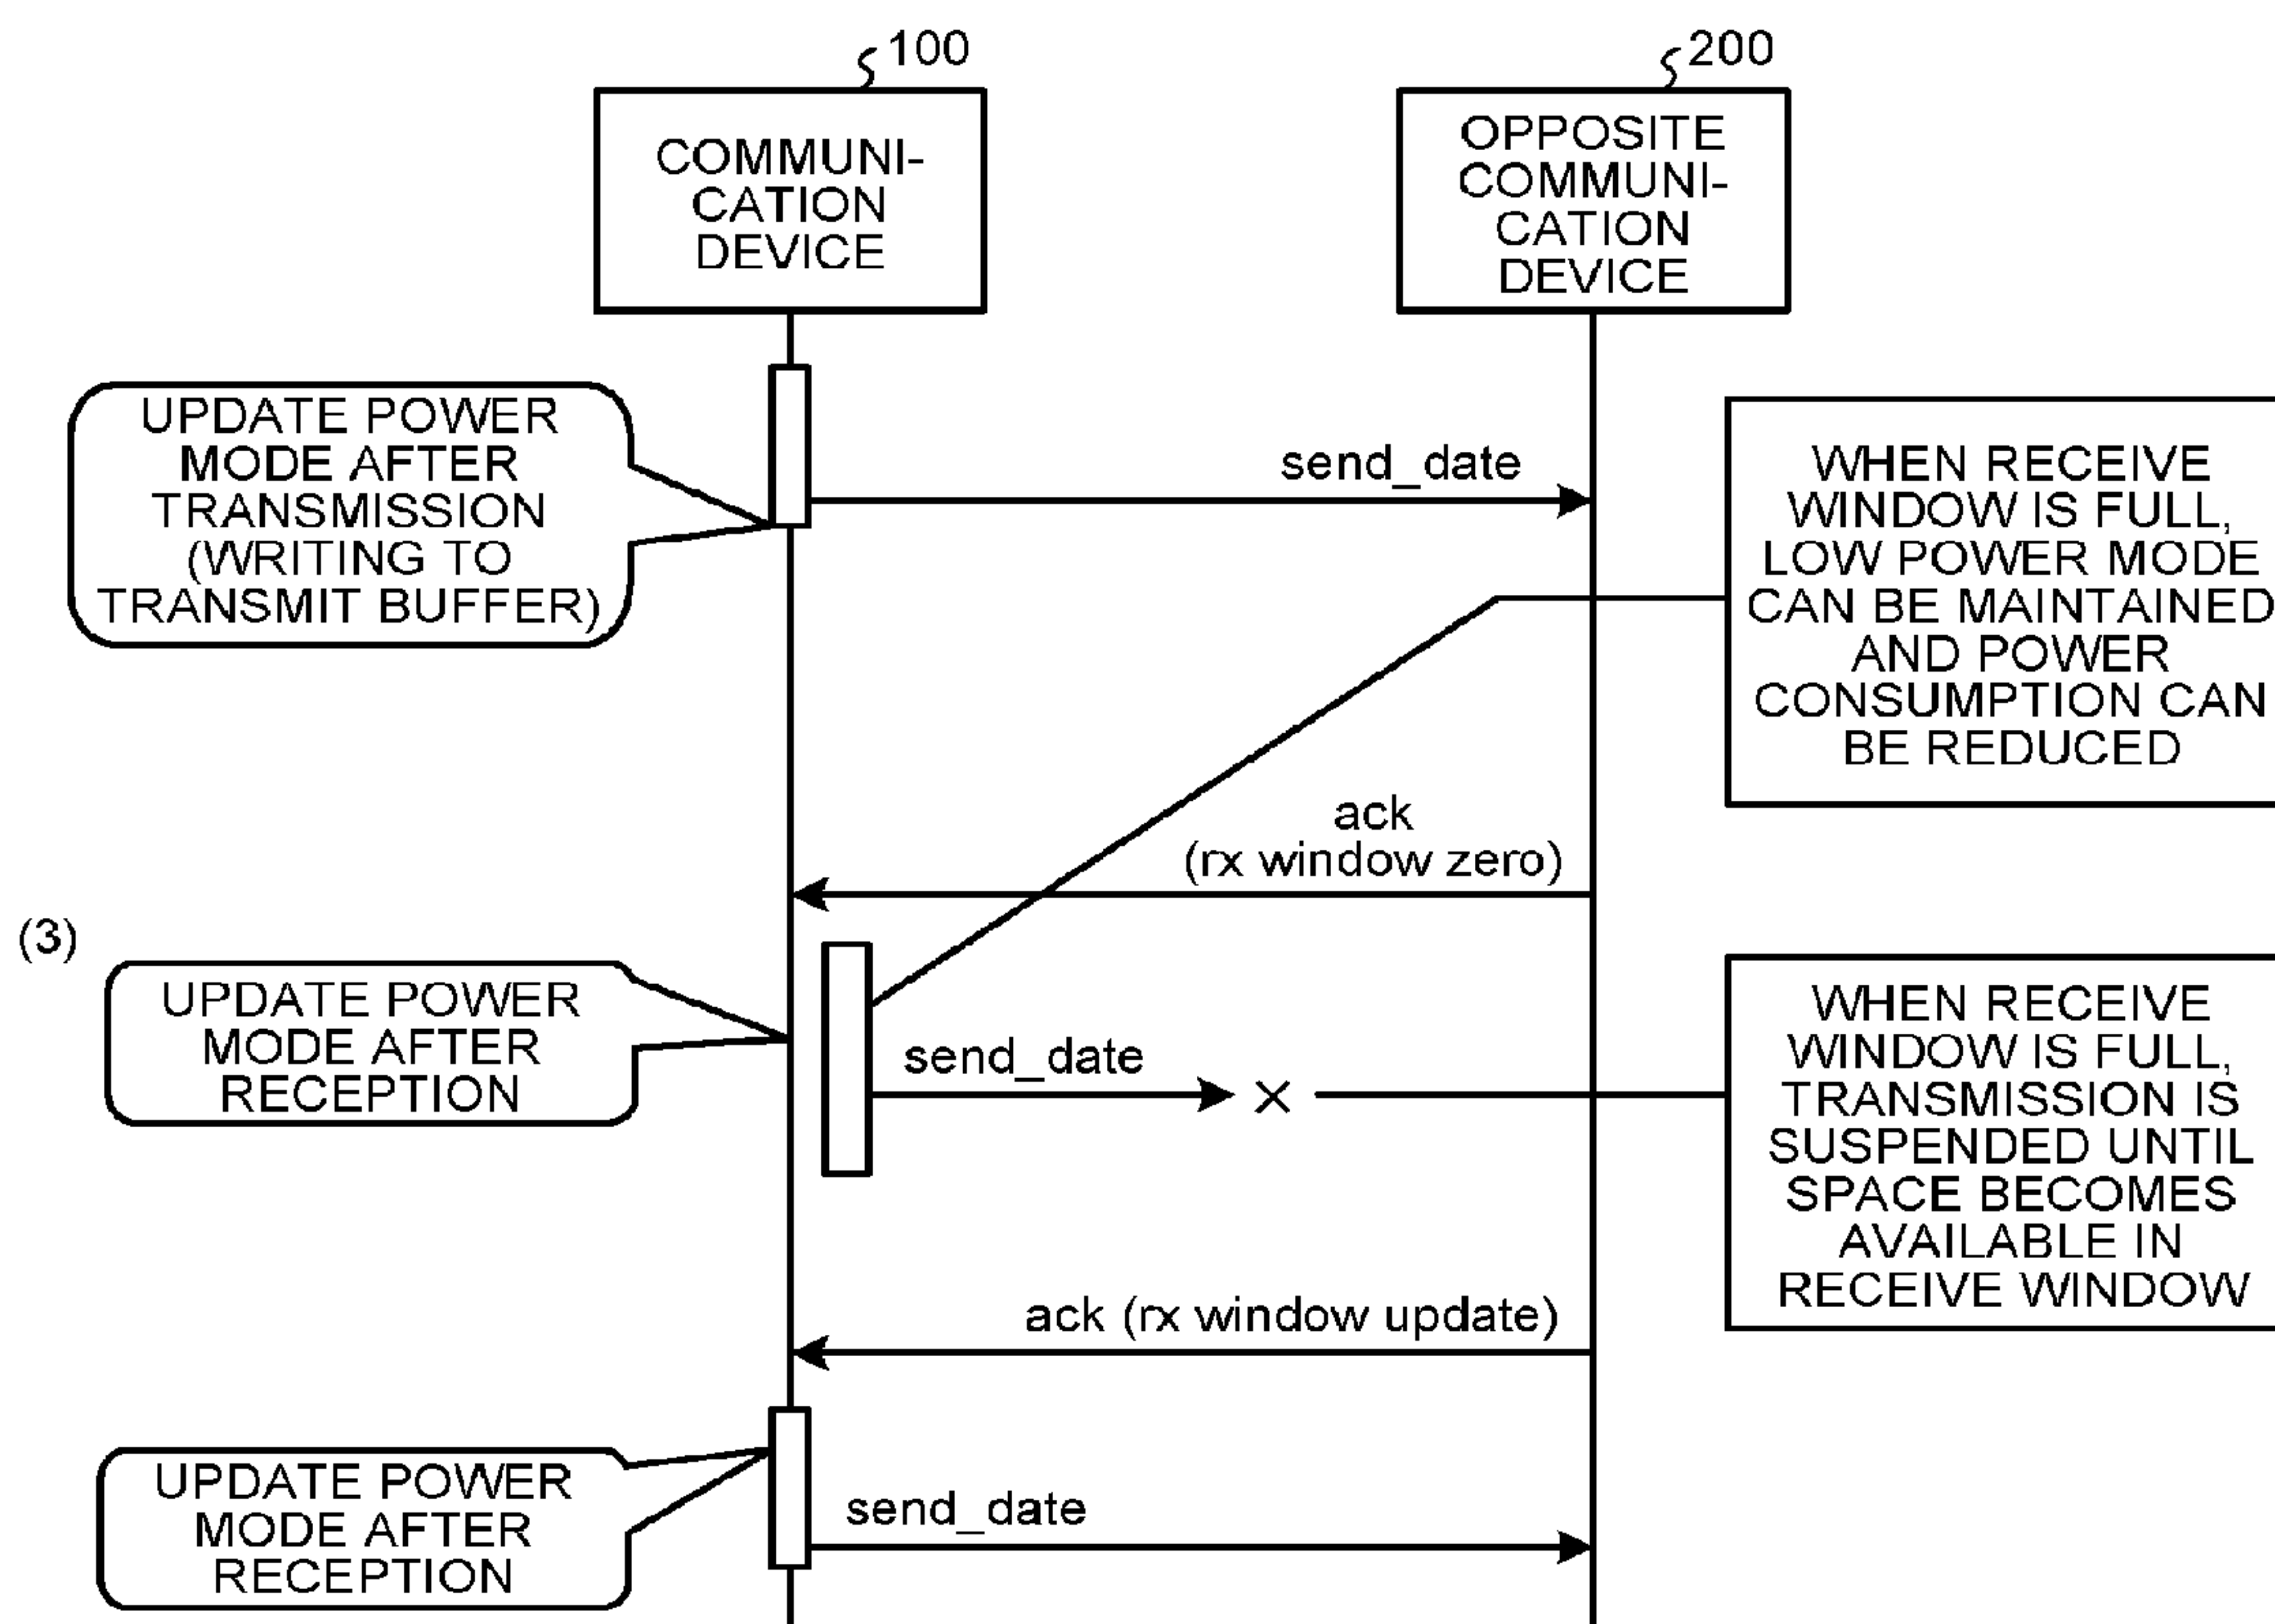 100
200
COMMUNI-
CATION
DEVICE
OPPOSITE
COMMUNI-
CATION
DEVICE
UPDATE POWER
MODE AFTER
TRANSMISSION
(WRITING TO
TRANSMIT BUFFER)
send_date
WHEN RECEIVE
WINDOW IS FULL,
LOW POWER MODE
CAN BE MAINTAINED
AND POWER
CONSUMPTION CAN
BE REDUCED
ack
(rx window zero)
(3)
UPDATE POWER
MODE AFTER
RECEPTION
send_date
WHEN RECEIVE
WINDOW IS FULL,
TRANSMISSION IS
SUSPENDED UNTIL
SPACE BECOMES
AVAILABLE IN
RECEIVE WINDOW
ack (rx window update)
UPDATE POWER
MODE AFTER
RECEPTION
send_date